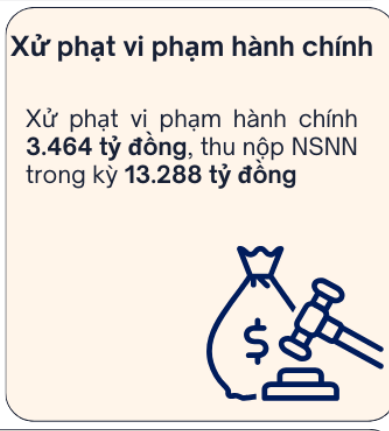 Xử phạt vi phạm hành chính
Xử phạt vi phạm hành chính
3.464 tỷ đồng, thu nộp NSNN
trong kỳ 13.288 tỷ đồng
$